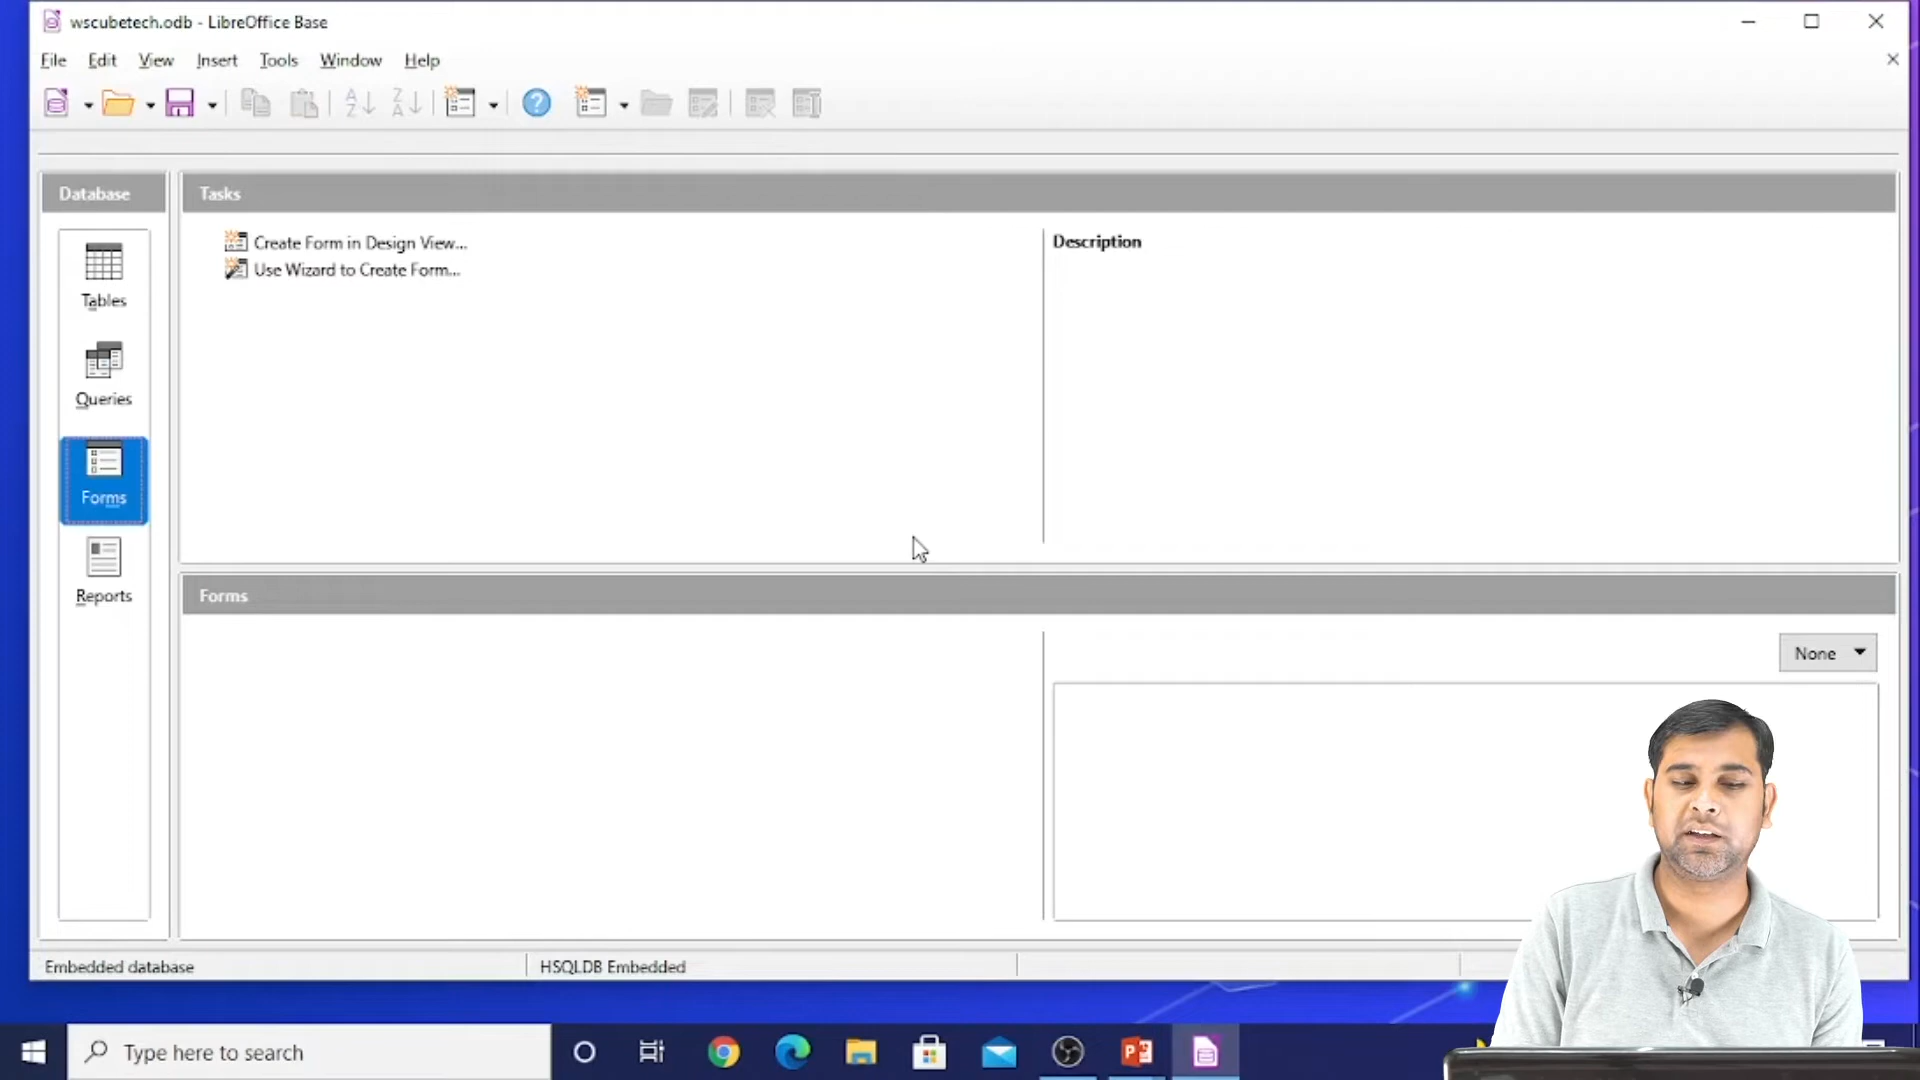 wscubetech.odb - LibreOffice Base
File Edit View Insert Tools Window Help
Database
Tasks
Tables
Queries
Forms
Reports
Create Form in Design View...
Use Wizard to Create Form...
Description
Forms
None
Embedded database
HSQLDB Embedded
Type here to search